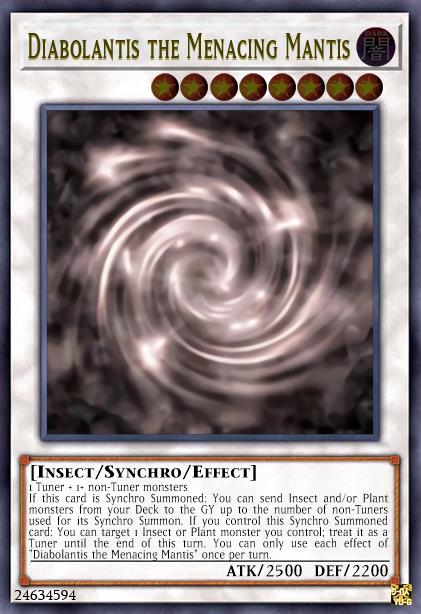 Diabolantis the Menacing Mantis
DARK
闇
[Insect/Synchro/Effect]
1 Tuner + 1+ non-Tuner monsters
If this card is Synchro Summoned: You can send Insect and/or Plant
monsters from your Deck to the GY up to the number of non-Tuners
used for its Synchro Summon. If you control this Synchro Summoned
card: You can target 1 Insect or Plant monster you control; treat it as a
Tuner until the end of this turn. You can only use each effect of
"Diabolantis the Menacing Mantis" once per turn.
ATK/2500 DEF/2200
24634594